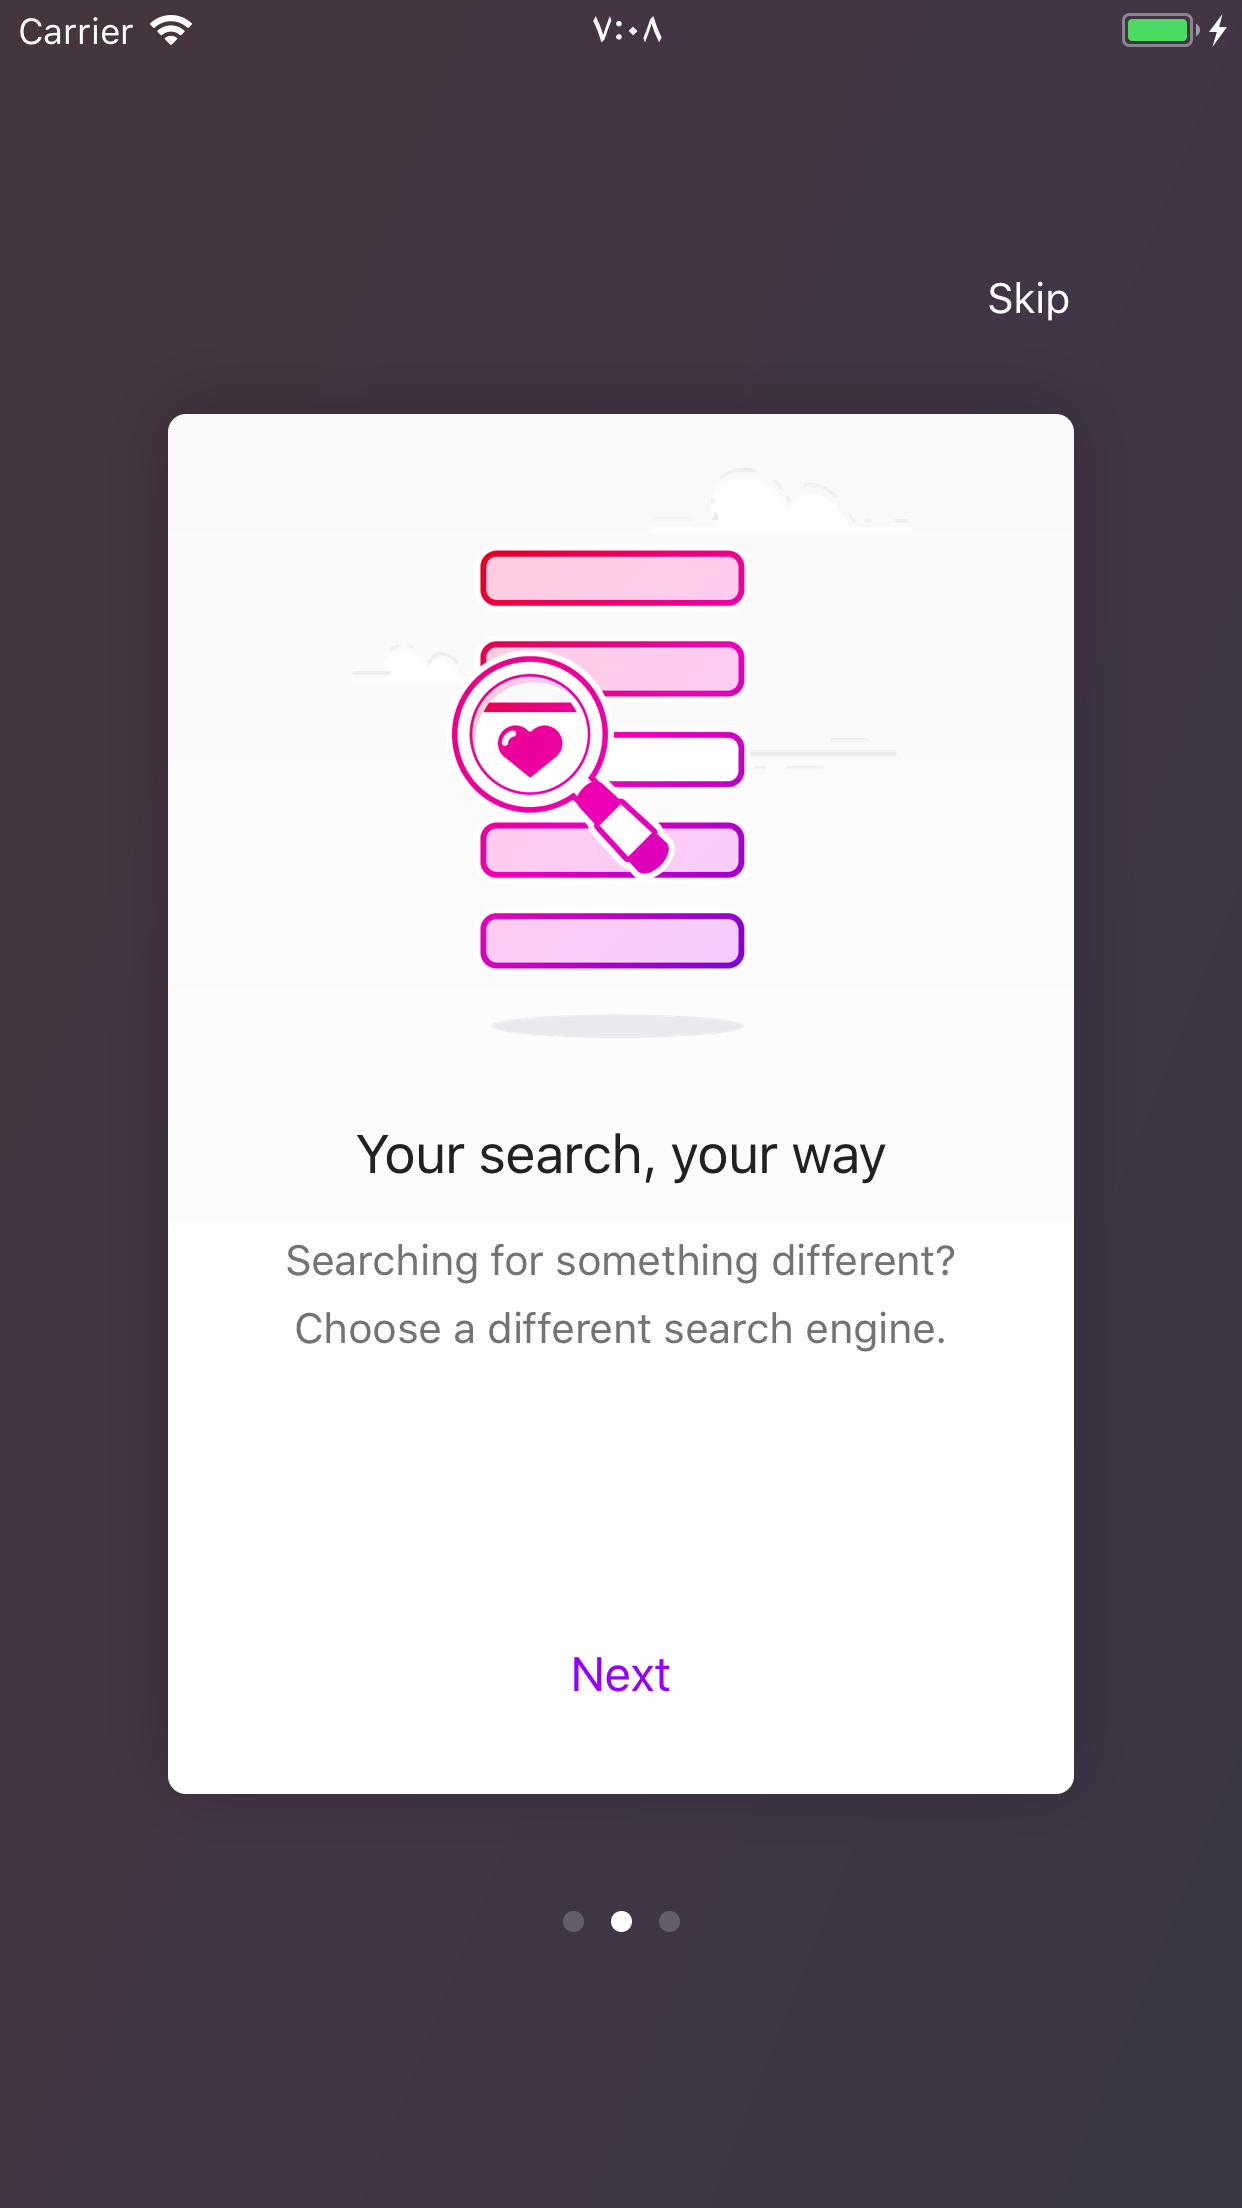 Carrier
٧:٠٨
Skip
Your search, your way
Searching for something different?
Choose a different search engine.
Next